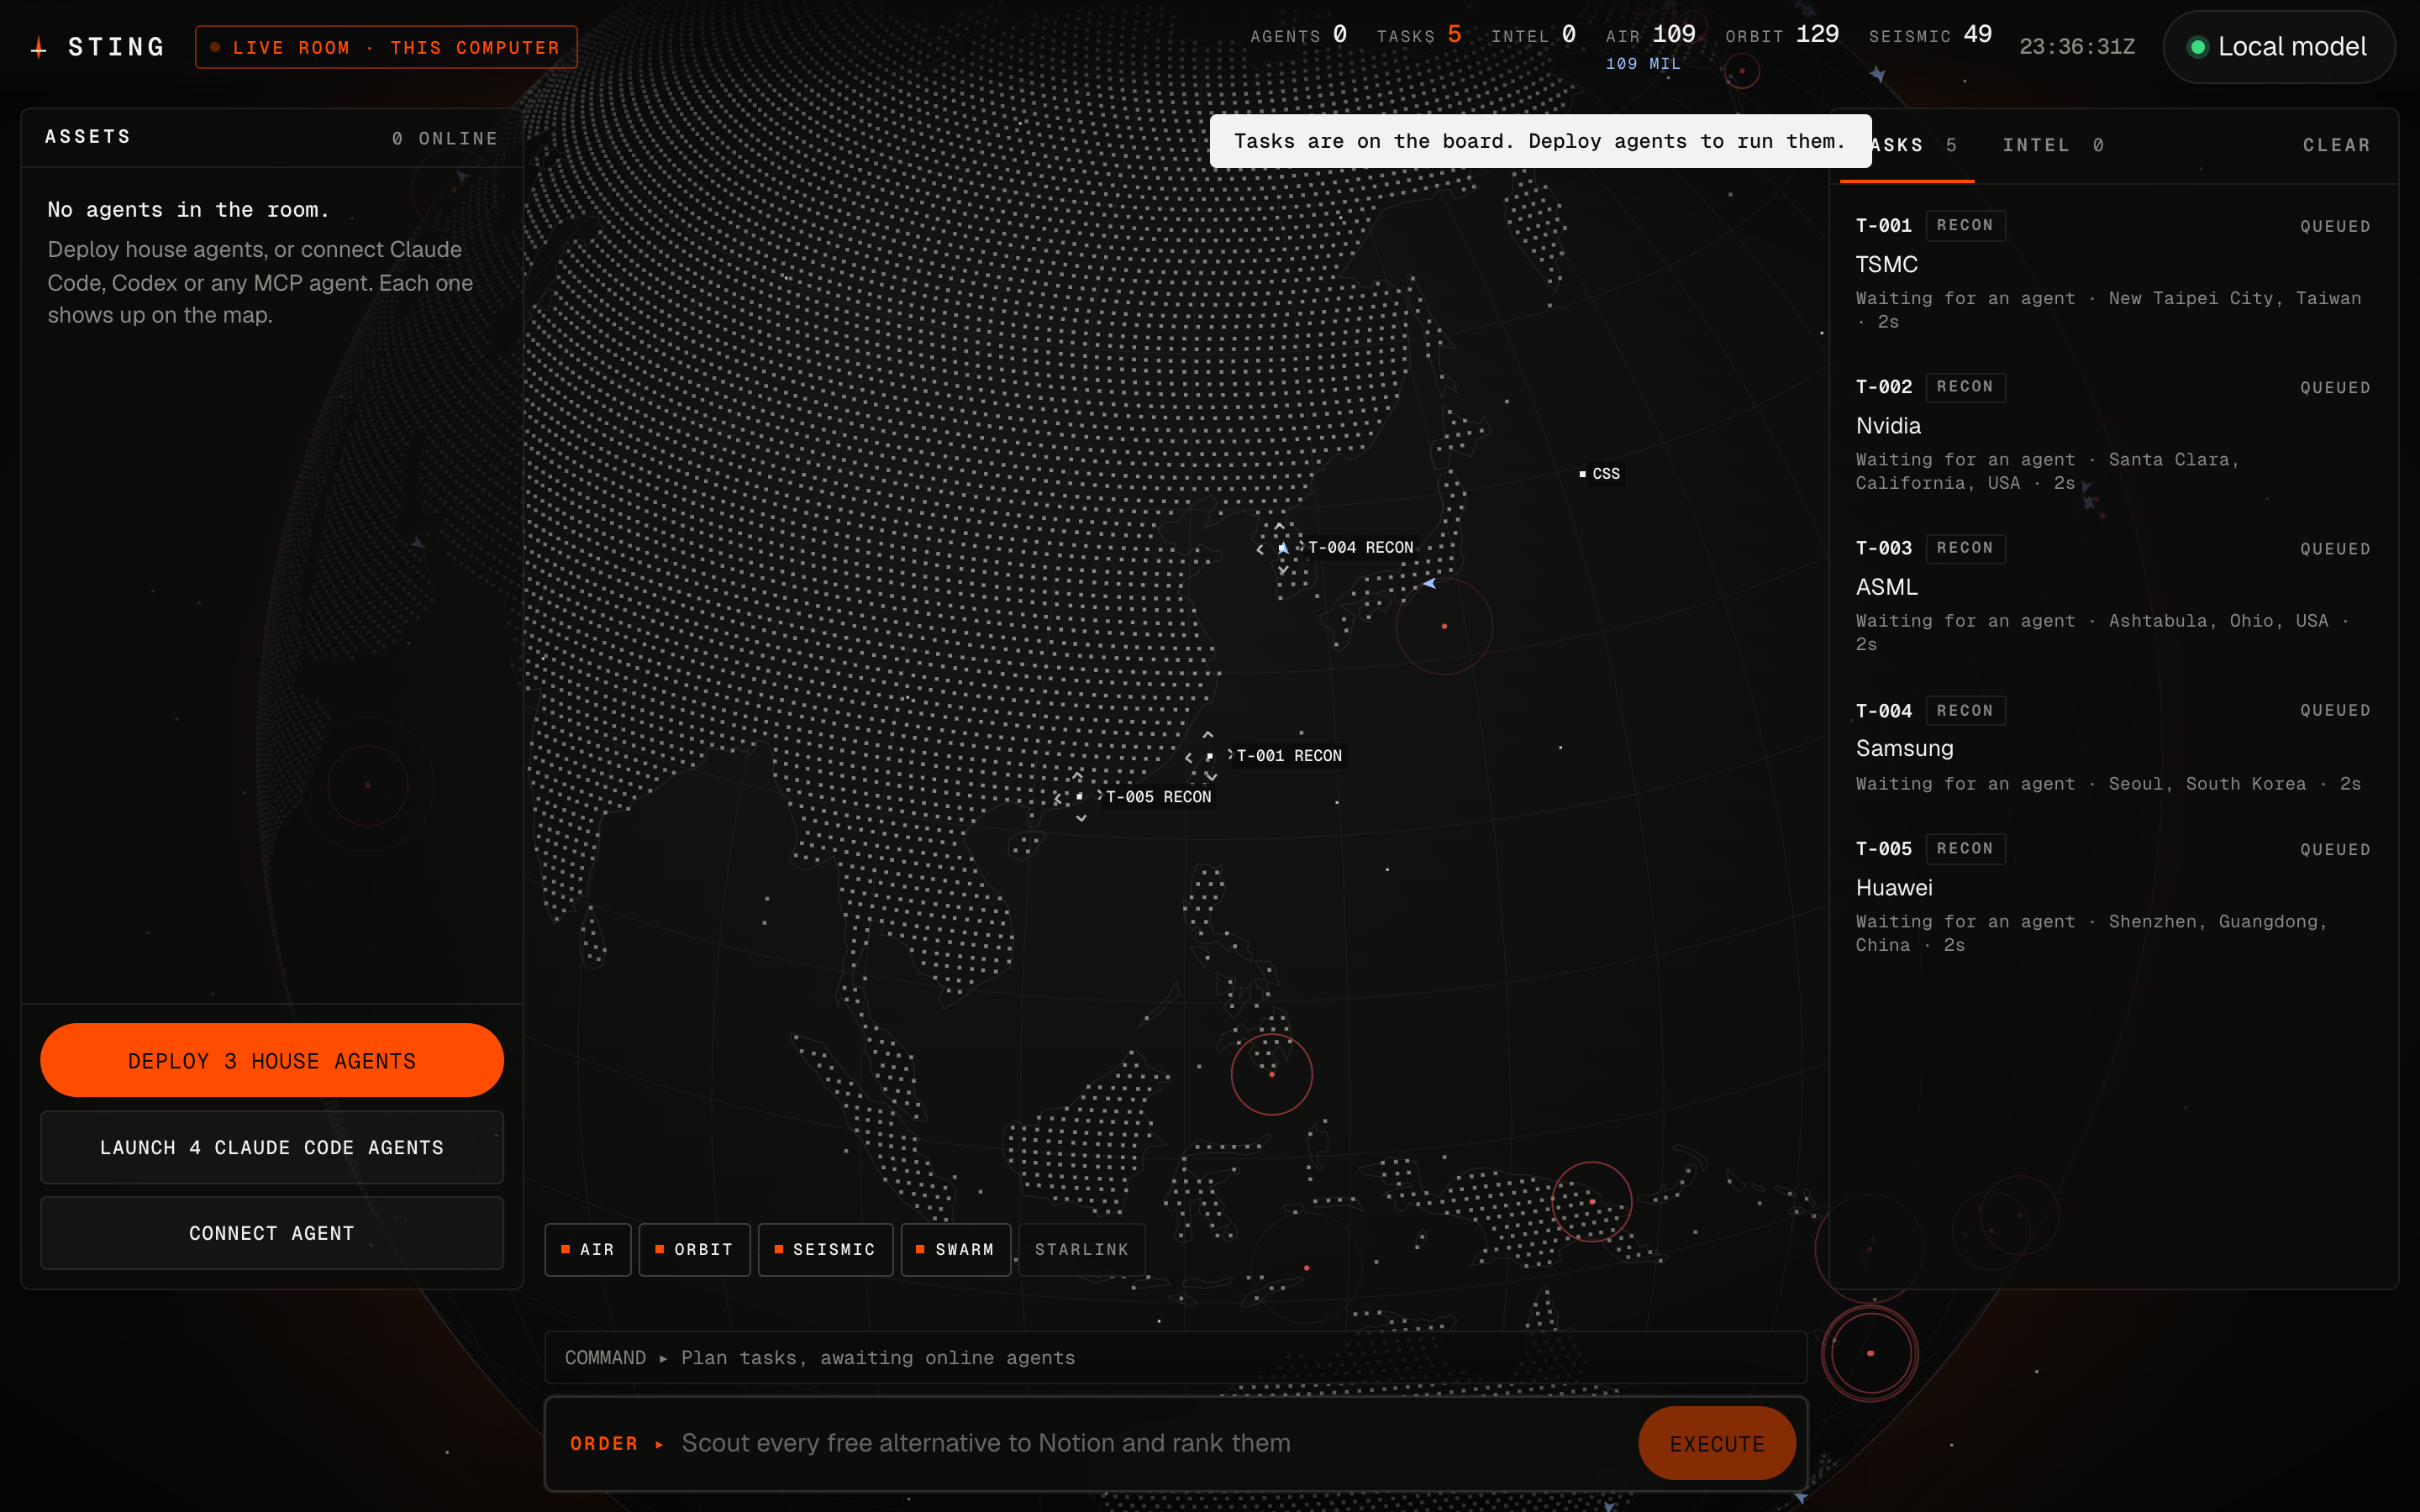 STING
LIVE ROOM · THIS COMPUTER
AGENTS 0
TASKS 5
INTEL 0
AIR 109
109 MIL
ORBIT 129
SEISMIC 49
23:36:31Z
Local model
ASSETS
0 ONLINE
No agents in the room.
Deploy house agents, or connect Claude
Code, Codex or any MCP agent. Each one
shows up on the map.
DEPLOY 3 HOUSE AGENTS
LAUNCH 4 CLAUDE CODE AGENTS
CONNECT AGENT
Tasks are on the board. Deploy agents to run them.
CSS
T-004 RECON
T-001 RECON
T-005 RECON
AIR
ORBIT
SEISMIC
SWARM
STARLINK
COMMAND ▸ Plan tasks, awaiting online agents
ORDER ▸ Scout every free alternative to Notion and rank them
EXECUTE
ASKS 5
INTEL 0
CLEAR
T-001 RECON QUEUED
TSMC
Waiting for an agent · New Taipei City, Taiwan
· 2s
T-002 RECON QUEUED
Nvidia
Waiting for an agent · Santa Clara,
California, USA · 2s
T-003 RECON QUEUED
ASML
Waiting for an agent · Ashtabula, Ohio, USA ·
2s
T-004 RECON QUEUED
Samsung
Waiting for an agent · Seoul, South Korea · 2s
T-005 RECON QUEUED
Huawei
Waiting for an agent · Shenzhen, Guangdong,
China · 2s